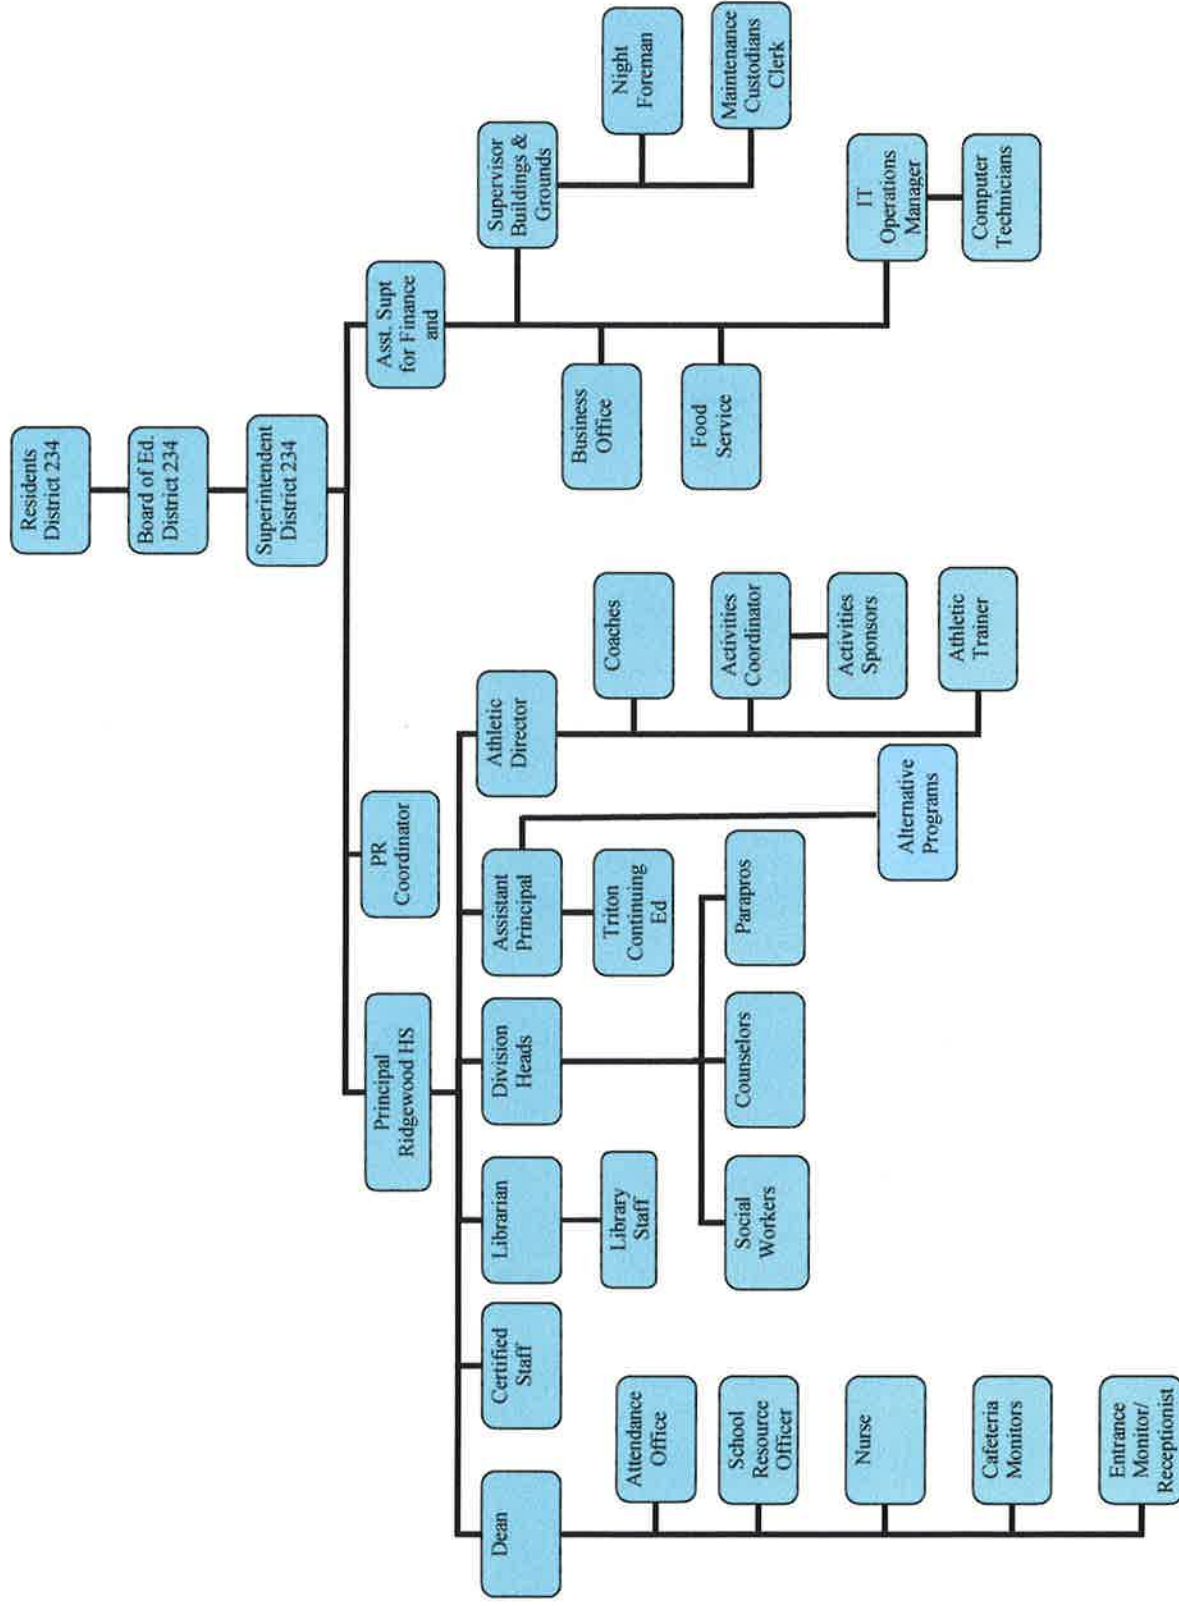 Residents
District 234
Board of Ed.
District 234
Superintendent
District 234
Principal
Ridgewood HS
PR
Coordinator
Asst. Supt
for Finance
and
Dean
Certified
Staff
Librarian
Division
Heads
Assistant
Principal
Athletic
Director
Supervisor
Buildings &
Grounds
Attendance
Office
School
Resource
Officer
Nurse
Cafeteria
Monitors
Entrance
Monitor/
Receptionist
Library
Staff
Social
Workers
Counselors
Parapros
Triton
Continuing
Ed
Alternative
Programs
Coaches
Activities
Coordinator
Activities
Sponsors
Athletic
Trainer
Business
Office
Food
Service
Night
Foreman
Maintenance
Custodians
Clerk
IT
Operations
Manager
Computer
Technicians